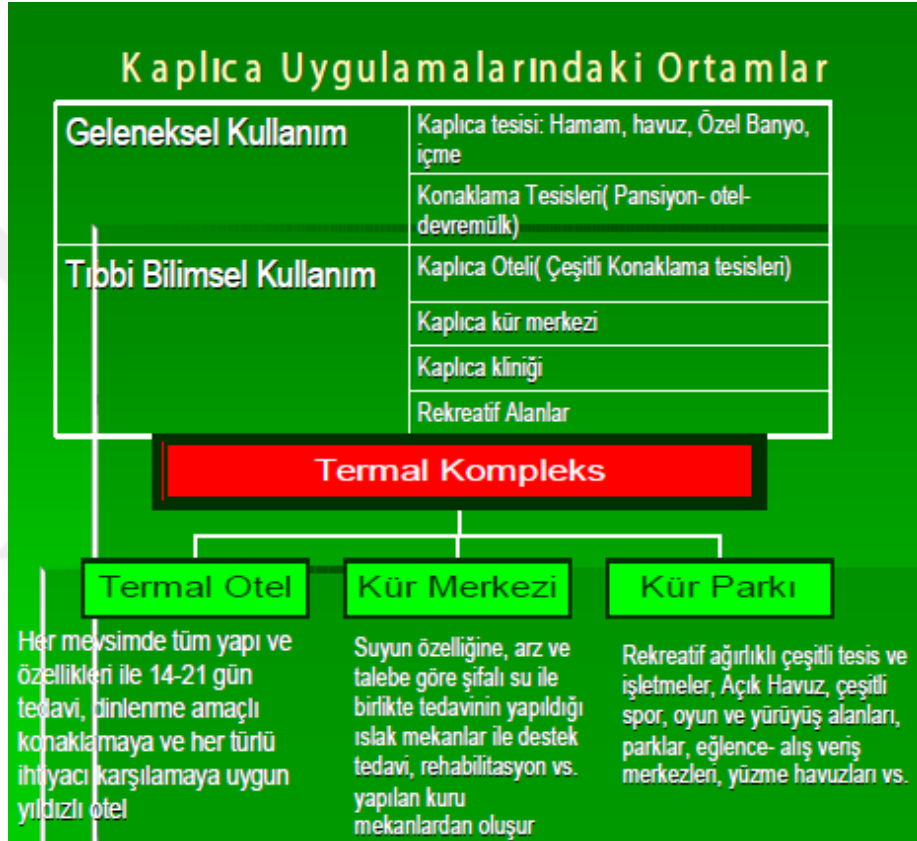 Kaplıca Uygulamalarındaki Ortamlar
Geleneksel Kullanım
Kaplıca tesisi: Hamam, havuz, Özel Banyo,
içme
Konaklama Tesisleri( Pansiyon- otel-
devremülk)
Tıbbi Bilimsel Kullanım
Kaplıca Oteli( Çeşitli Konaklama tesisleri)
Kaplıca kür merkezi
Kaplıca kliniği
Rekreatif Alanlar
Termal Kompleks
Termal Otel
Her mevsimde tüm yapı ve
özellikleri ile 14-21 gün
tedavi, dinlenme amaçlı
konaklamaya ve her türlü
ihtiyacı karşılamaya uygun
yıldızlı otel
Kür Merkezi
Suyun özelliğine, arz ve
talebe göre şifalı su ile
birlikte tedavinin yapıldığı
ıslak mekanlar ile destek
tedavi, rehabilitasyon vs.
yapılan kuru
mekanlardan oluşur
Kür Parkı
Rekreatif ağırlıklı çeşitli tesis ve
işletmeler, Açık Havuz, çeşitli
spor, oyun ve yürüyüş alanları,
parklar, eğlence- alış veriş
merkezleri, yüzme havuzları vs.